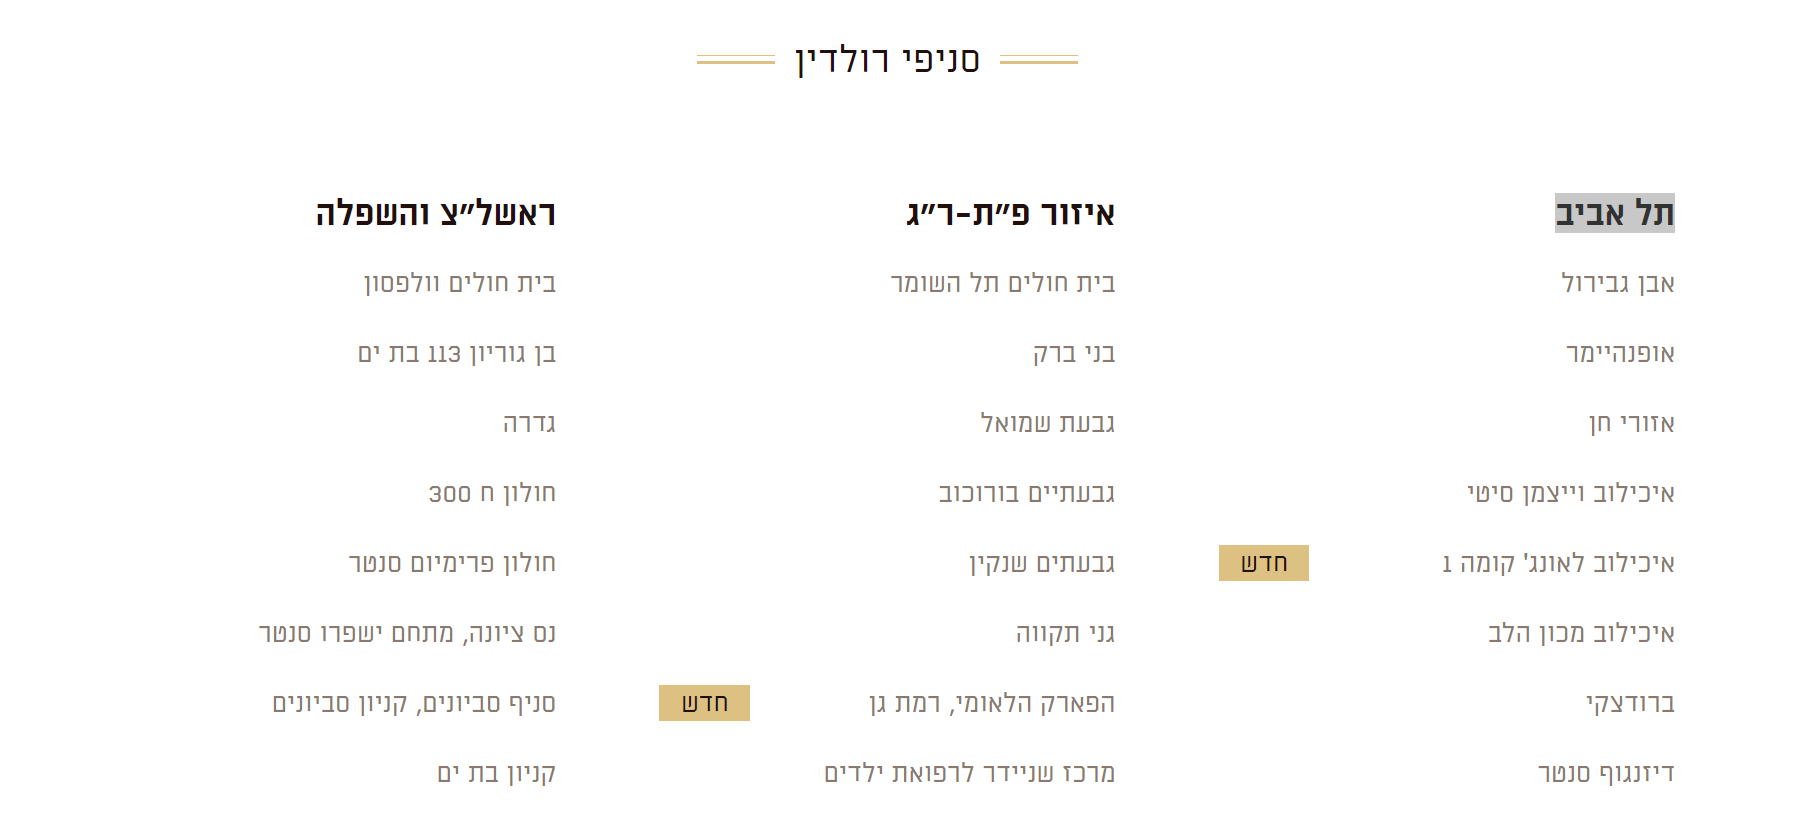 סניפי רולדין
תל אביב
אבן גבירול
אופנהיימר
אזורי חן
איכילוב וייצמן סיטי
איכילוב לאונג' קומה 1
חדש
איכילוב מכון הלב
ברודצקי
דיזנגוף סנטר
איזור פ״ת-ר״ג
בית חולים תל השומר
בני ברק
גבעת שמואל
גבעתיים בורוכוב
גבעתים שנקין
גני תקווה
הפארק הלאומי, רמת גן
חדש
מרכז שניידר לרפואת ילדים
ראשל״צ והשפלה
בית חולים וולפסון
בן גוריון 113 בת ים
גדרה
חולון ח 300
חולון פרימיום סנטר
נס ציונה, מתחם ישפרו סנטר
סניף סביונים, קניון סביונים
קניון בת ים